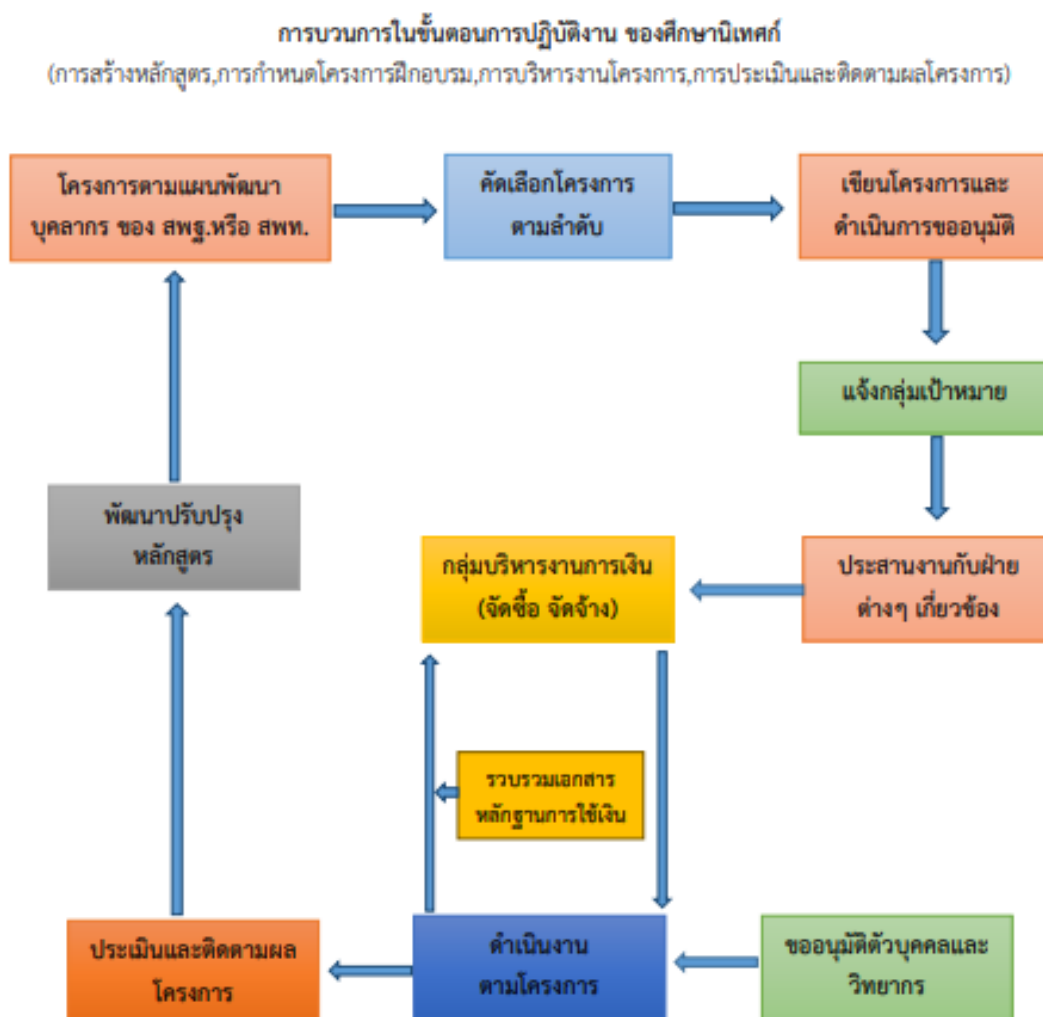 การบวนการในขั้นตอนการปฏิบัติงาน ของศึกษานิเทศก์
(การสร้างหลักสูตร,การกำหนดโครงการฝึกอบรม,การบริหารงานโครงการ,การประเมินและติดตามผลโครงการ)
โครงการตามแผนพัฒนา
บุคลากร ของ สพฐ.หรือ สพท.
คัดเลือกโครงการ
ตามลำดับ
เขียนโครงการและ
ดำเนินการขออนุมัติ
แจ้งกลุ่มเป้าหมาย
พัฒนาปรับปรุง
หลักสูตร
กลุ่มบริหารงานการเงิน
(จัดซื้อ จัดจ้าง)
ประสานงานกับฝ่าย
ต่างๆ เกี่ยวข้อง
รวบรวมเอกสาร
หลักฐานการใช้เงิน
ประเมินและติดตามผล
โครงการ
ดำเนินงาน
ตามโครงการ
ขออนุมัติตัวบุคคลและ
วิทยากร